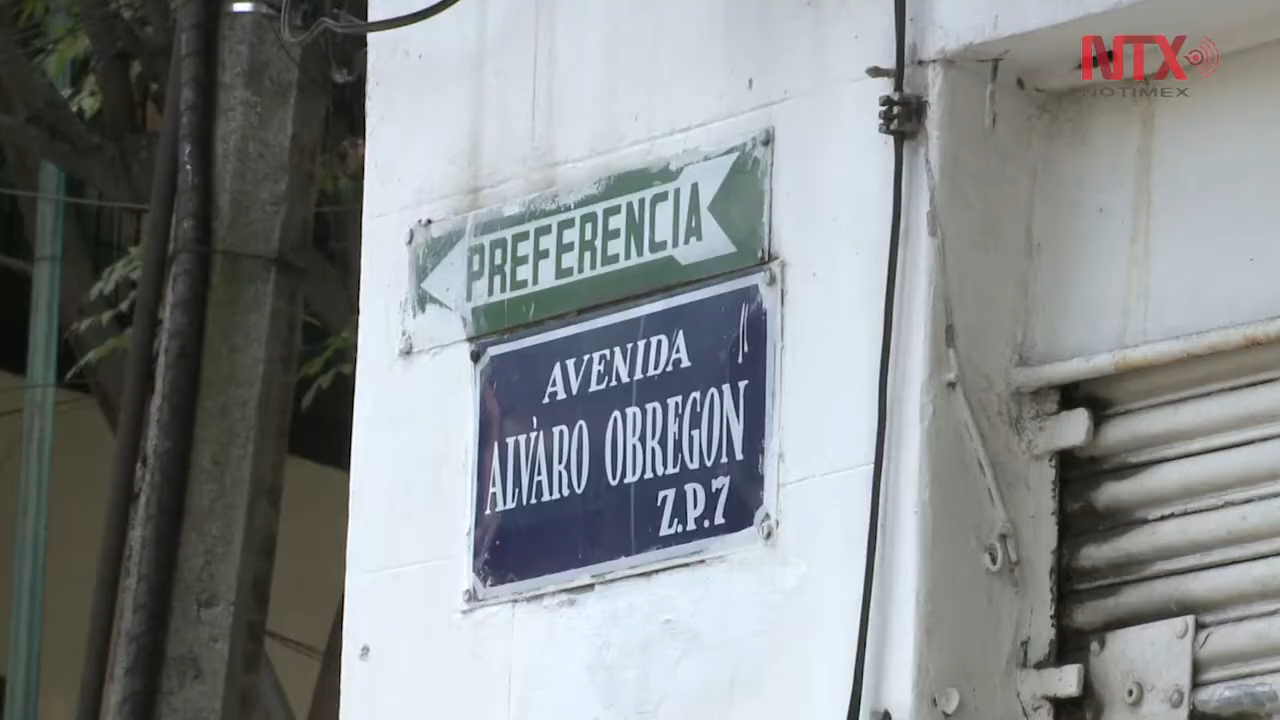 NTX
NOTIMEX
PREFERENCIA
AVENIDA
ALVARO OBREGON
Z.P.7